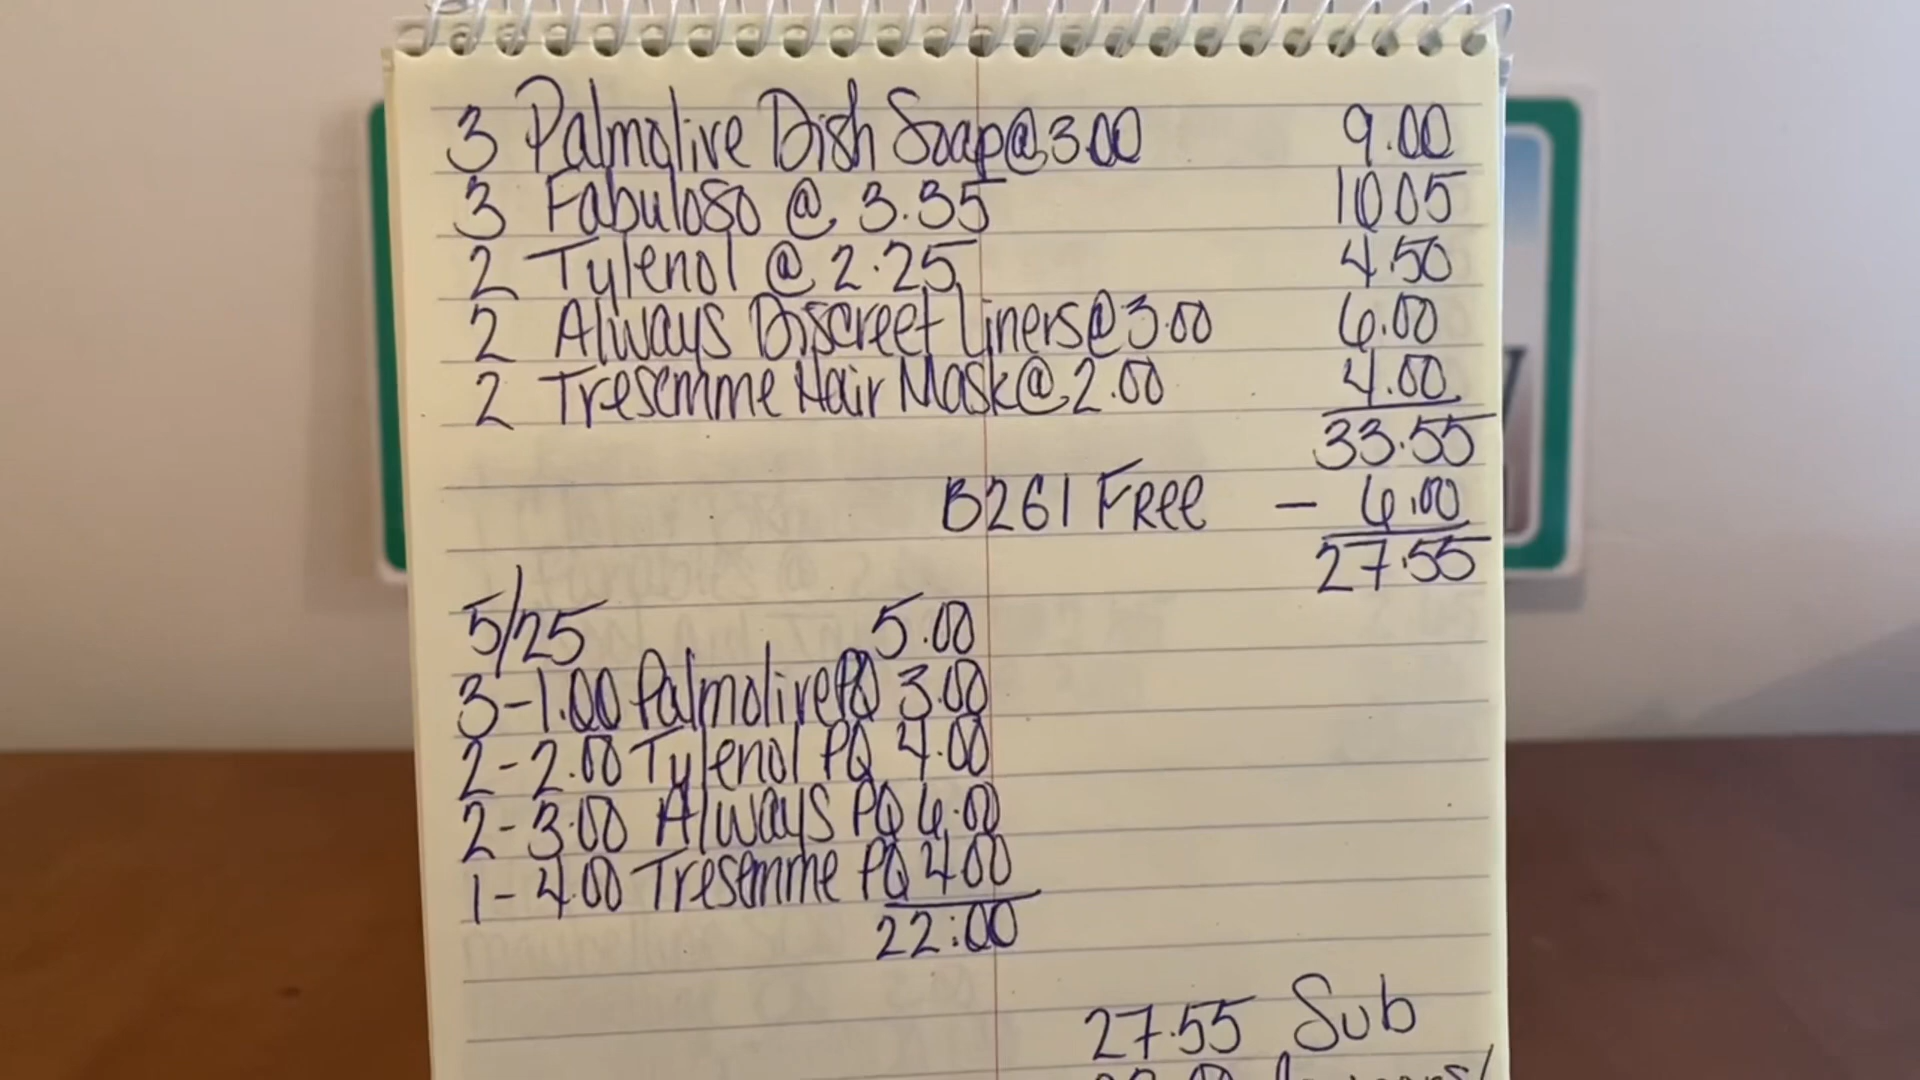 3 Palmolive Dish Soap @ 3.00 9.00
3 Fabuloso @ 3.35 10.05
2 Tylenol @ 2.25 4.50
2 Always Discreet Liners @ 3.00 6.00
2 Tresemme Hair Mask @ 2.00 4.00
33.55
B2G1 Free - 6.00
27.55
5/25 5.00
3-1.00 Palmolive PQ 3.00
2-2.00 Tylenol PQ 4.00
2-3.00 Always PQ 6.00
1-4.00 Tresemme PQ 4.00
22:00
27.55 Sub